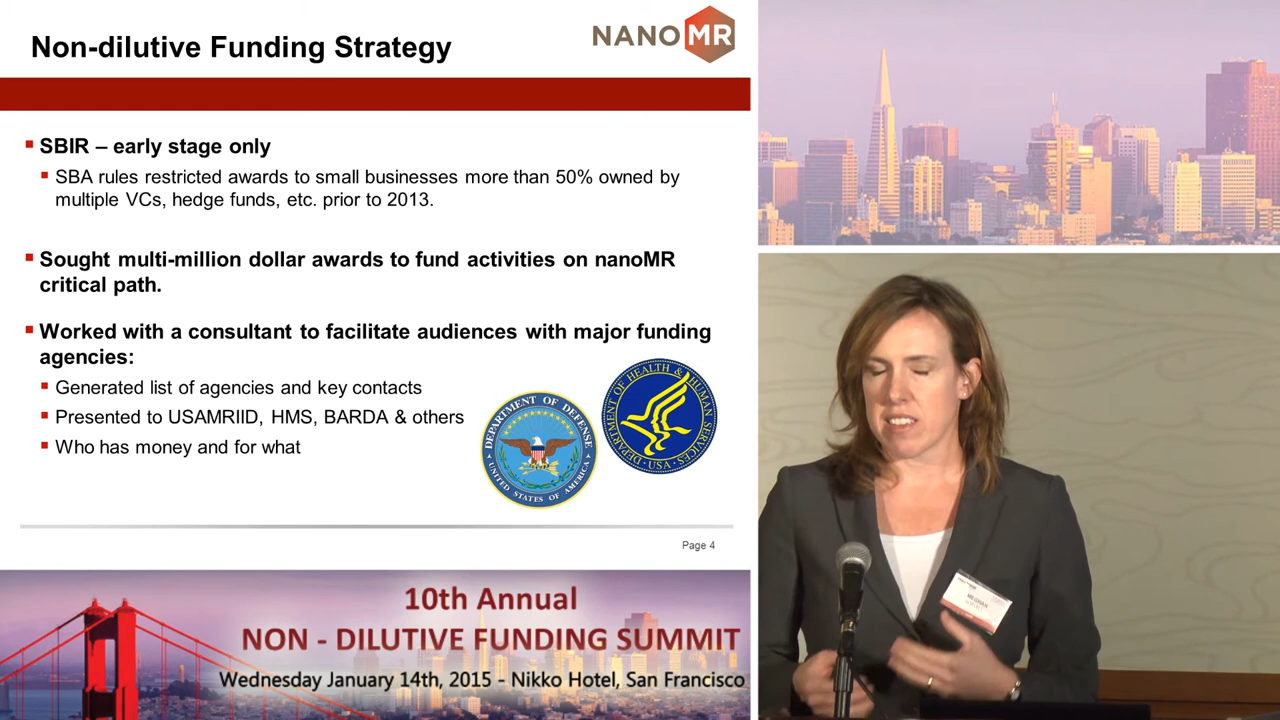 Non-dilutive Funding Strategy
NANOMR
SBIR – early stage only
SBA rules restricted awards to small businesses more than 50% owned by
multiple VCs, hedge funds, etc. prior to 2013.
Sought multi-million dollar awards to fund activities on nanoMR
critical path.
Worked with a consultant to facilitate audiences with major funding
agencies:
Generated list of agencies and key contacts
Presented to USAMRIID, HMS, BARDA & others
Who has money and for what
DEPARTMENT OF DEFENSE
UNITED STATES OF AMERICA
DEPARTMENT OF HEALTH & HUMAN SERVICES
USA
Page 4
10th Annual
NON - DILUTIVE FUNDING SUMMIT
Wednesday January 14th, 2015 - Nikko Hotel, San Francisco
MEGHAN